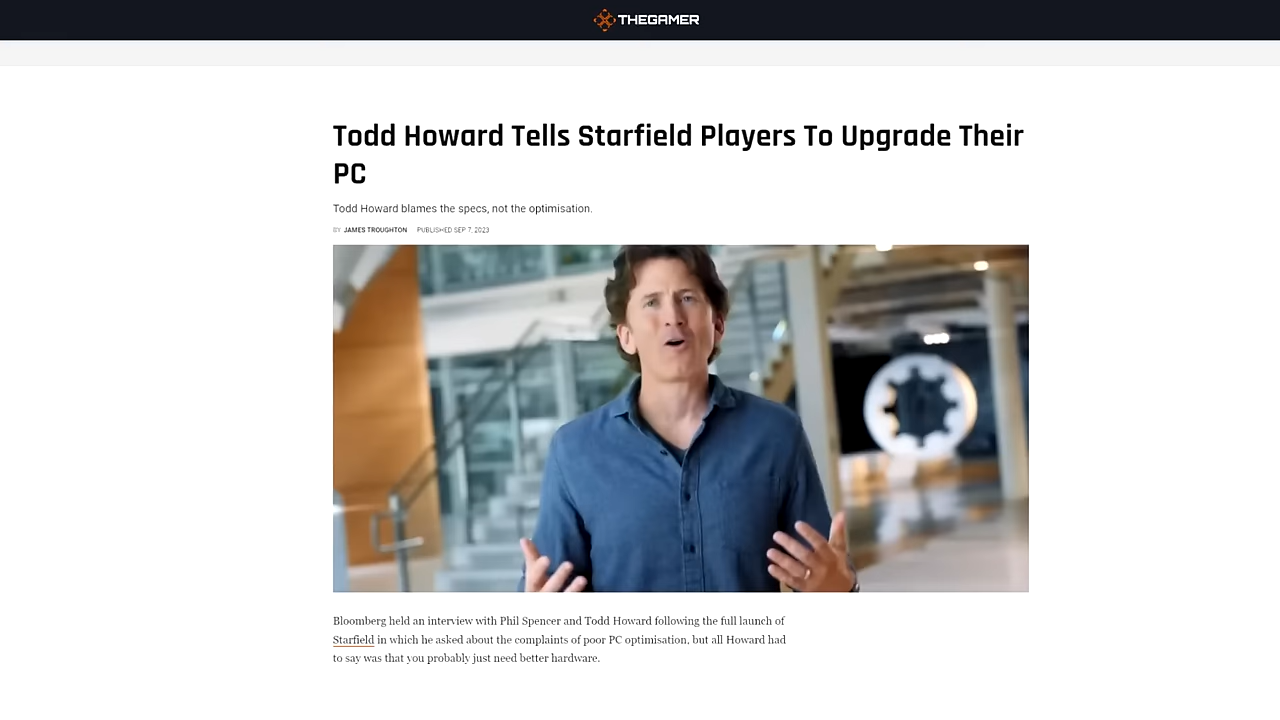 THEGAMER
Todd Howard Tells Starfield Players To Upgrade Their
PC
Todd Howard blames the specs, not the optimisation.
BY JAMES TROUGHTON PUBLISHED SEP 7, 2023
Bloomberg held an interview with Phil Spencer and Todd Howard following the full launch of
Starfield in which he asked about the complaints of poor PC optimisation, but all Howard had
to say was that you probably just need better hardware.